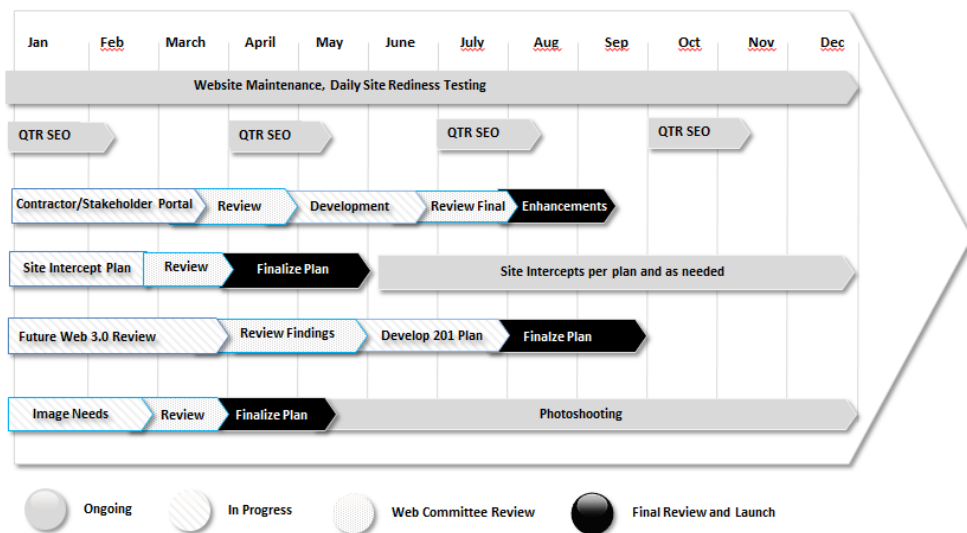 Jan Feb March April May June July Aug Sep Oct Nov Dec
Website Maintenance, Daily Site Rediness Testing
QTR SEO QTR SEO QTR SEO QTR SEO
Contractor/Stakeholder Portal Review Development Review Final Enhancements
Site Intercept Plan Review Finalize Plan Site Intercepts per plan and as needed
Future Web 3.0 Review Review Findings Develop 201 Plan Finalze Plan
Image Needs Review Finalize Plan Photoshooting
Ongoing In Progress Web Committee Review Final Review and Launch